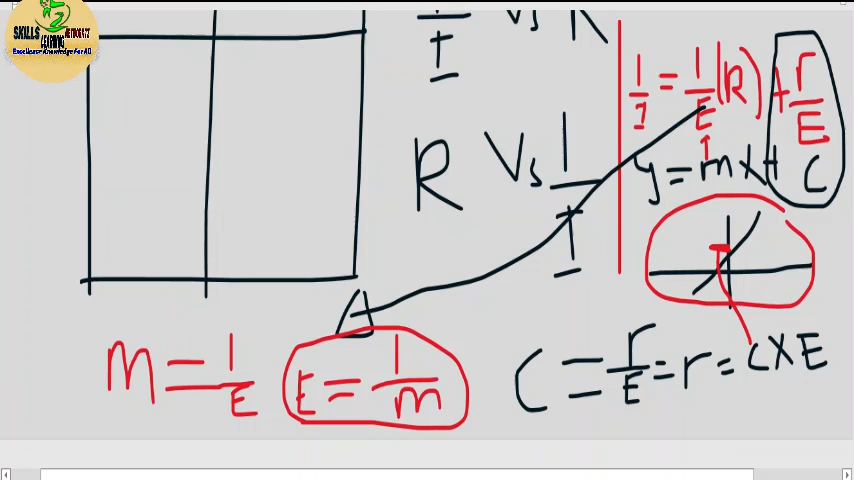 SKILLS
LEARNING
Excellence Knowledge For All
1/I Vs R
1/I = 1/E (R) + r/E
R Vs 1/I
y = mx + C
M = 1/E
E = 1/m
C = r/E = r = C X E